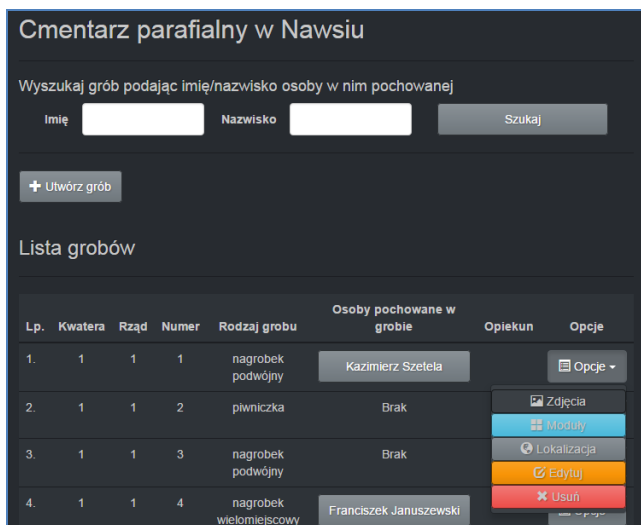 Cmentarz parafialny w Nawsiu
Wyszukaj grób podając imię/nazwisko osoby w nim pochowanej
Imię Nazwisko Szukaj
Utwórz grób
Lista grobów
Lp. Kwatera Rząd Numer Rodzaj grobu Osoby pochowane w grobie Opiekun Opcje
1. 1 1 1 nagrobek podwójny Kazimierz Szetela Opcje
Zdjęcia
2. 1 1 2 piwniczka Brak
Moduły
3. 1 1 3 nagrobek podwójny Brak
Lokalizacja
Edytuj
Usuń
4. 1 1 4 nagrobek wielomiejscowy Franciszek Januszewski Opcje